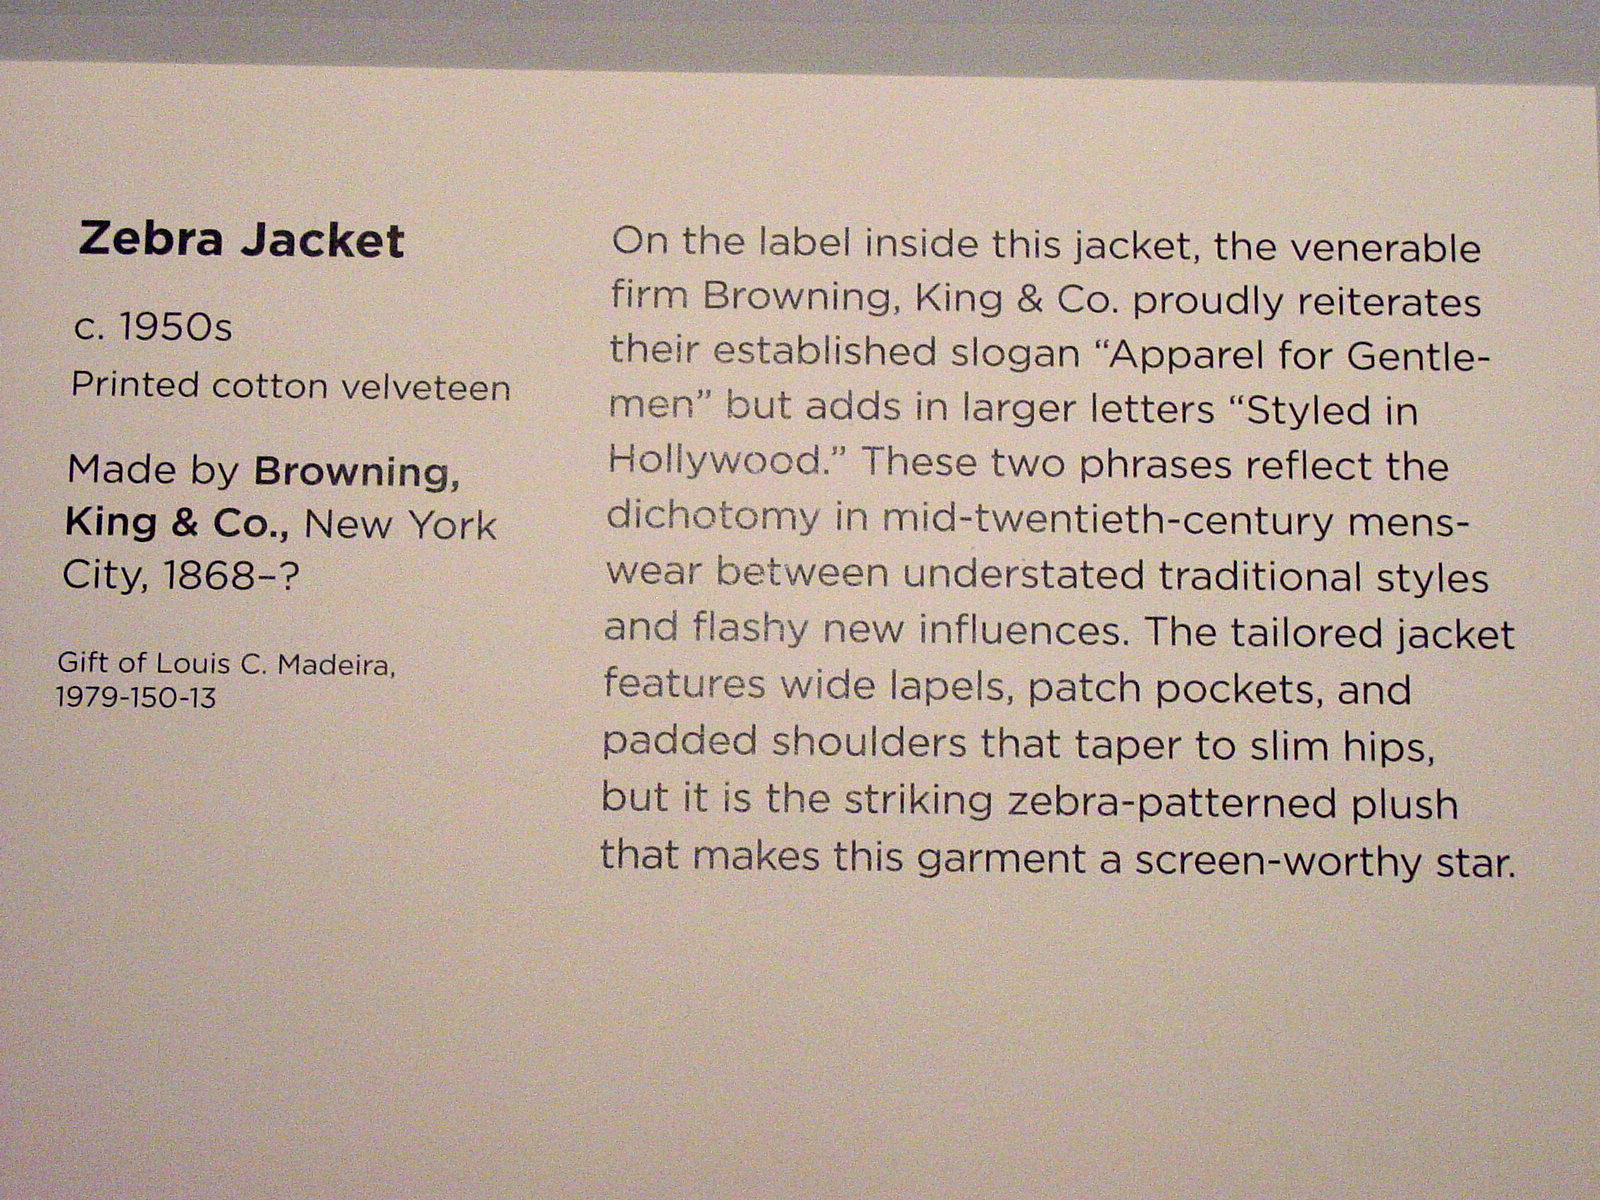 Zebra Jacket
c. 1950s
Printed cotton velveteen
Made by Browning,
King & Co., New York
City, 1868–?
Gift of Louis C. Madeira,
1979-150-13
On the label inside this jacket, the venerable
firm Browning, King & Co. proudly reiterates
their established slogan “Apparel for Gentle-
men” but adds in larger letters “Styled in
Hollywood.” These two phrases reflect the
dichotomy in mid-twentieth-century mens-
wear between understated traditional styles
and flashy new influences. The tailored jacket
features wide lapels, patch pockets, and
padded shoulders that taper to slim hips,
but it is the striking zebra-patterned plush
that makes this garment a screen-worthy star.